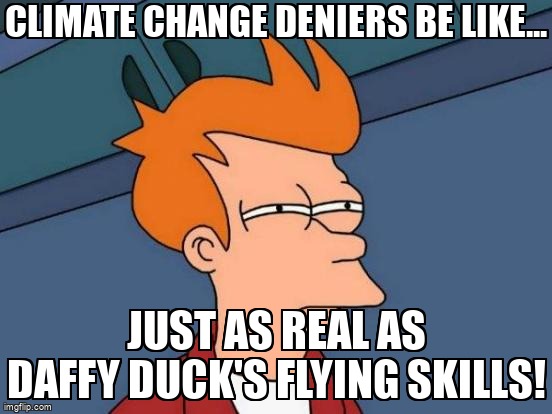 CLIMATE CHANGE DENIERS BE LIKE...
JUST AS REAL AS
DAFFY DUCK'S FLYING SKILLS!
imgflip.com